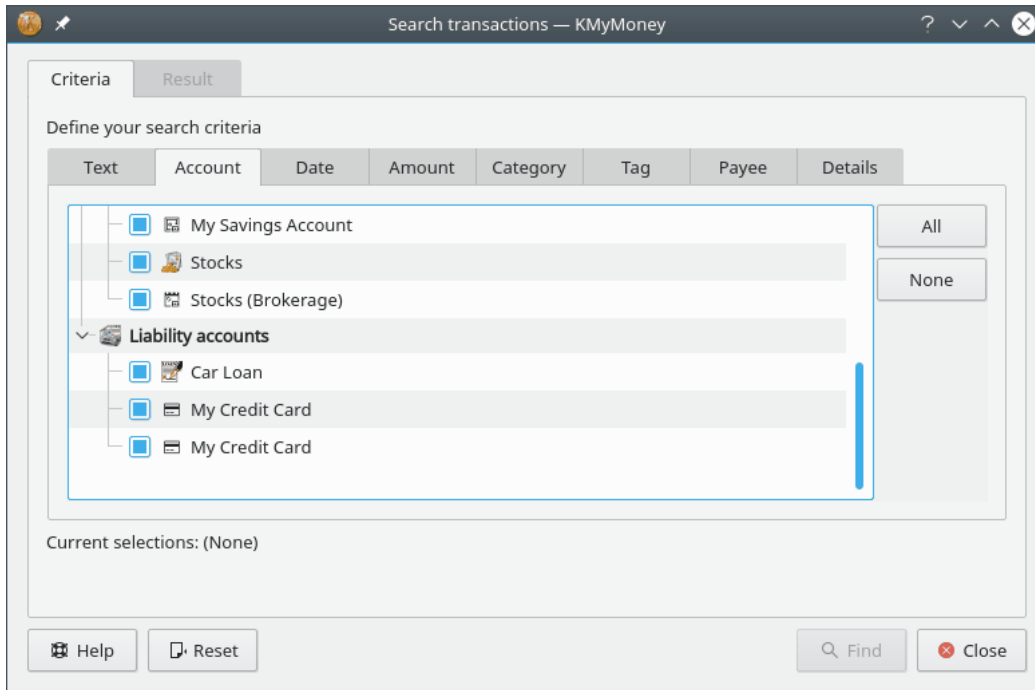 Search transactions — KMyMoney
Criteria Result
Define your search criteria
Text Account Date Amount Category Tag Payee Details
My Savings Account
All
Stocks
None
Stocks (Brokerage)
Liability accounts
Car Loan
My Credit Card
My Credit Card
Current selections: (None)
Help Reset Find Close